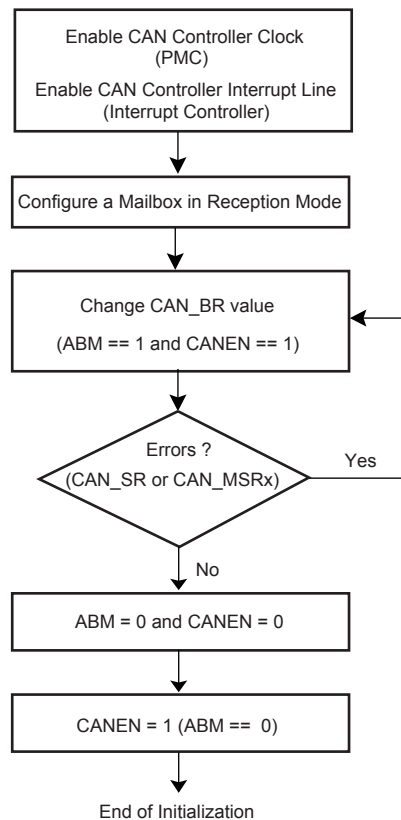 Enable CAN Controller Clock
(PMC)
Enable CAN Controller Interrupt Line
(Interrupt Controller)
Configure a Mailbox in Reception Mode
Change CAN_BR value
(ABM == 1 and CANEN == 1)
Errors ?
(CAN_SR or CAN_MSRx)
Yes
No
ABM = 0 and CANEN = 0
CANEN = 1 (ABM == 0)
End of Initialization